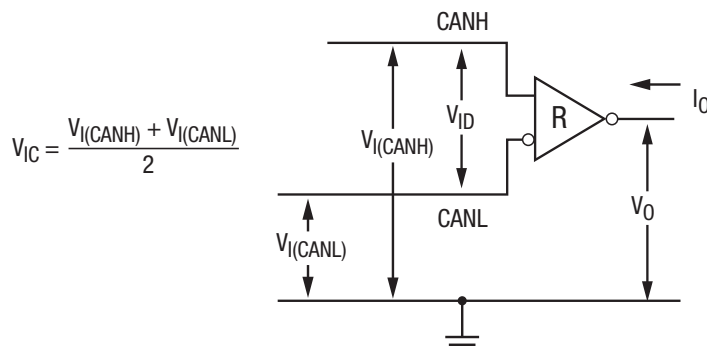 CANH
V_IC = (V_I(CANH) + V_I(CANL)) / 2
V_I(CANH)
V_ID
R
I_O
CANL
V_I(CANL)
V_O